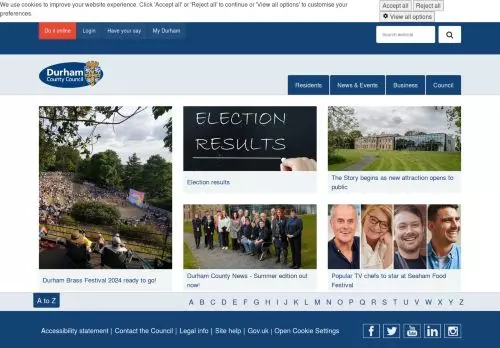 We use cookies to improve your website experience. Click 'Accept all' or 'Reject all' to continue or 'View all options' to customise your
preferences.
Accept all
Reject all
View all options
Do it online
Login
Have your say
My Durham
Search website
Durham
County Council
Residents
News & Events
Business
Council
ELECTION
RESULTS
Election results
The Story begins as new attraction opens to
public
Durham Brass Festival 2024 ready to go!
Durham County News - Summer edition out
now!
Popular TV chefs to star at Seaham Food
Festival
A to Z
A B C D E F G H I J K L M N O P Q R S T U V W X Y Z
Accessibility statement | Contact the Council | Legal info | Site help | Gov.uk | Open Cookie Settings